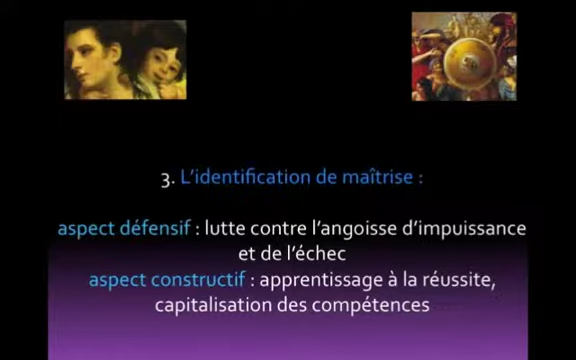 3. L'identification de maîtrise :
aspect défensif : lutte contre l'angoisse d'impuissance
et de l'échec
aspect constructif : apprentissage à la réussite,
capitalisation des compétences